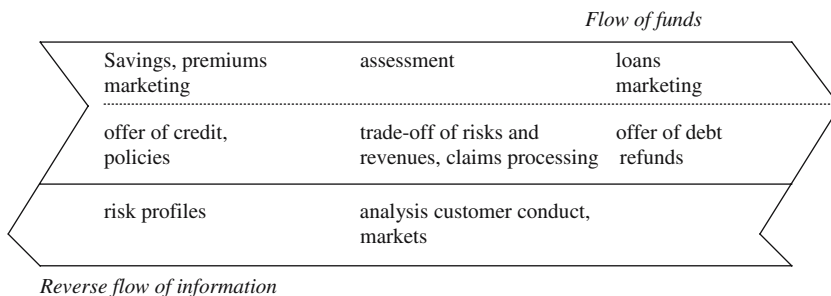 Flow of funds
Savings, premiums marketing
assessment
loans marketing
offer of credit, policies
trade-off of risks and revenues, claims processing
offer of debt refunds
risk profiles
analysis customer conduct, markets
Reverse flow of information